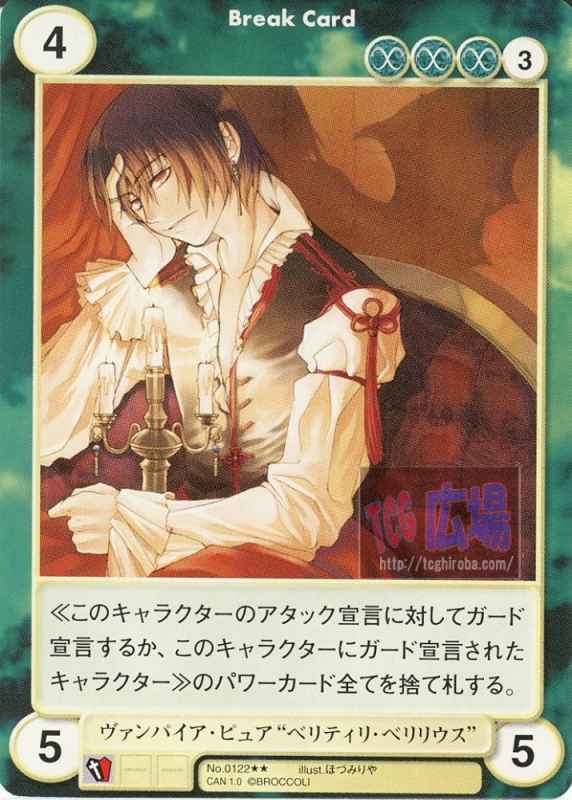 Break Card
4
3
TCG 広場
http://tcghiroba.com/
≪このキャラクターのアタック宣言に対してガード
宣言するか、このキャラクターにガード宣言された
キャラクター≫のパワーカード全てを捨て札する。
ヴァンパイア・ピュア“ベリティリ・ベリリウス”
5
5
No.0122★★ illust.ほづみりや
CAN 1.0 ©BROCCOLI